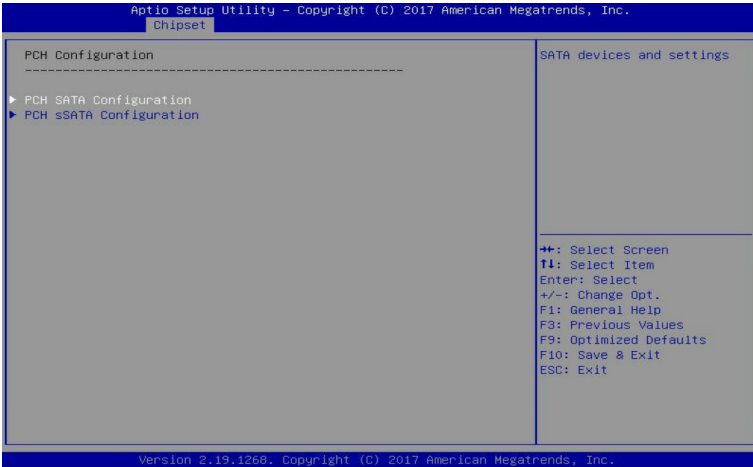 Aptio Setup Utility – Copyright (C) 2017 American Megatrends, Inc.
Chipset
PCH Configuration
--------------------------------------------------
PCH SATA Configuration
PCH sSATA Configuration
SATA devices and settings
→←: Select Screen
↑↓: Select Item
Enter: Select
+/-: Change Opt.
F1: General Help
F3: Previous Values
F9: Optimized Defaults
F10: Save & Exit
ESC: Exit
Version 2.19.1268. Copyright (C) 2017 American Megatrends, Inc.